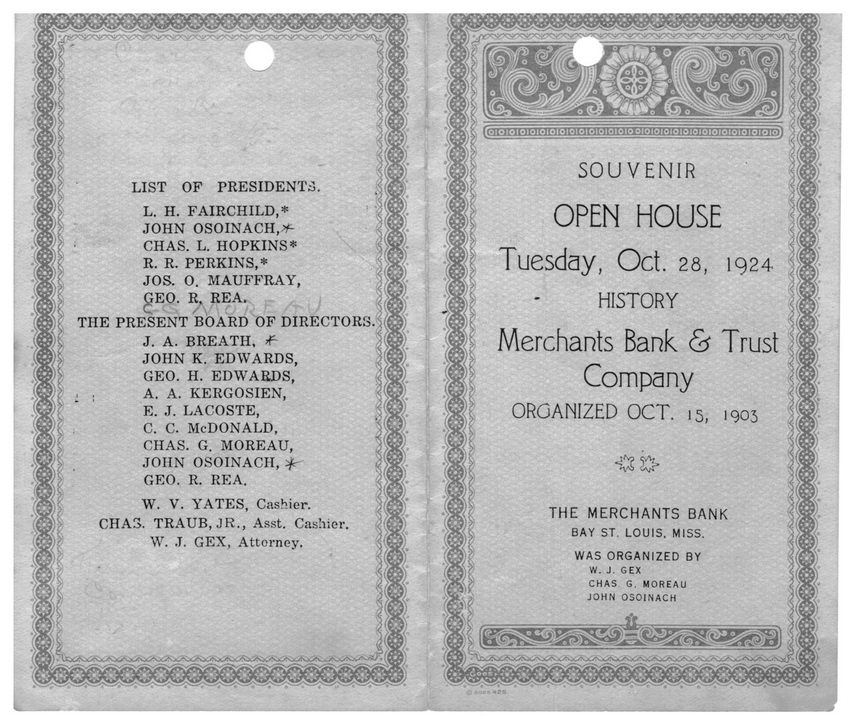 LIST OF PRESIDENTS.
L. H. FAIRCHILD,*
JOHN OSOINACH,*
CHAS. L. HOPKINS*
R. R. PERKINS,*
JOS. O. MAUFFRAY,
GEO. R. REA.
CG MOREAU
THE PRESENT BOARD OF DIRECTORS.
J. A. BREATH, *
JOHN K. EDWARDS,
GEO. H. EDWARDS,
A. A. KERGOSIEN,
E. J. LACOSTE,
C. C. McDONALD,
CHAS. G. MOREAU,
JOHN OSOINACH, *
GEO. R. REA.
W. V. YATES, Cashier.
CHAS. TRAUB, JR., Asst. Cashier.
W. J. GEX, Attorney.
SOUVENIR
OPEN HOUSE
Tuesday, Oct. 28, 1924
HISTORY
Merchants Bank & Trust
Company
ORGANIZED OCT. 15, 1903
THE MERCHANTS BANK
BAY ST. LOUIS, MISS.
WAS ORGANIZED BY
W. J. GEX
CHAS. G. MOREAU
JOHN OSOINACH